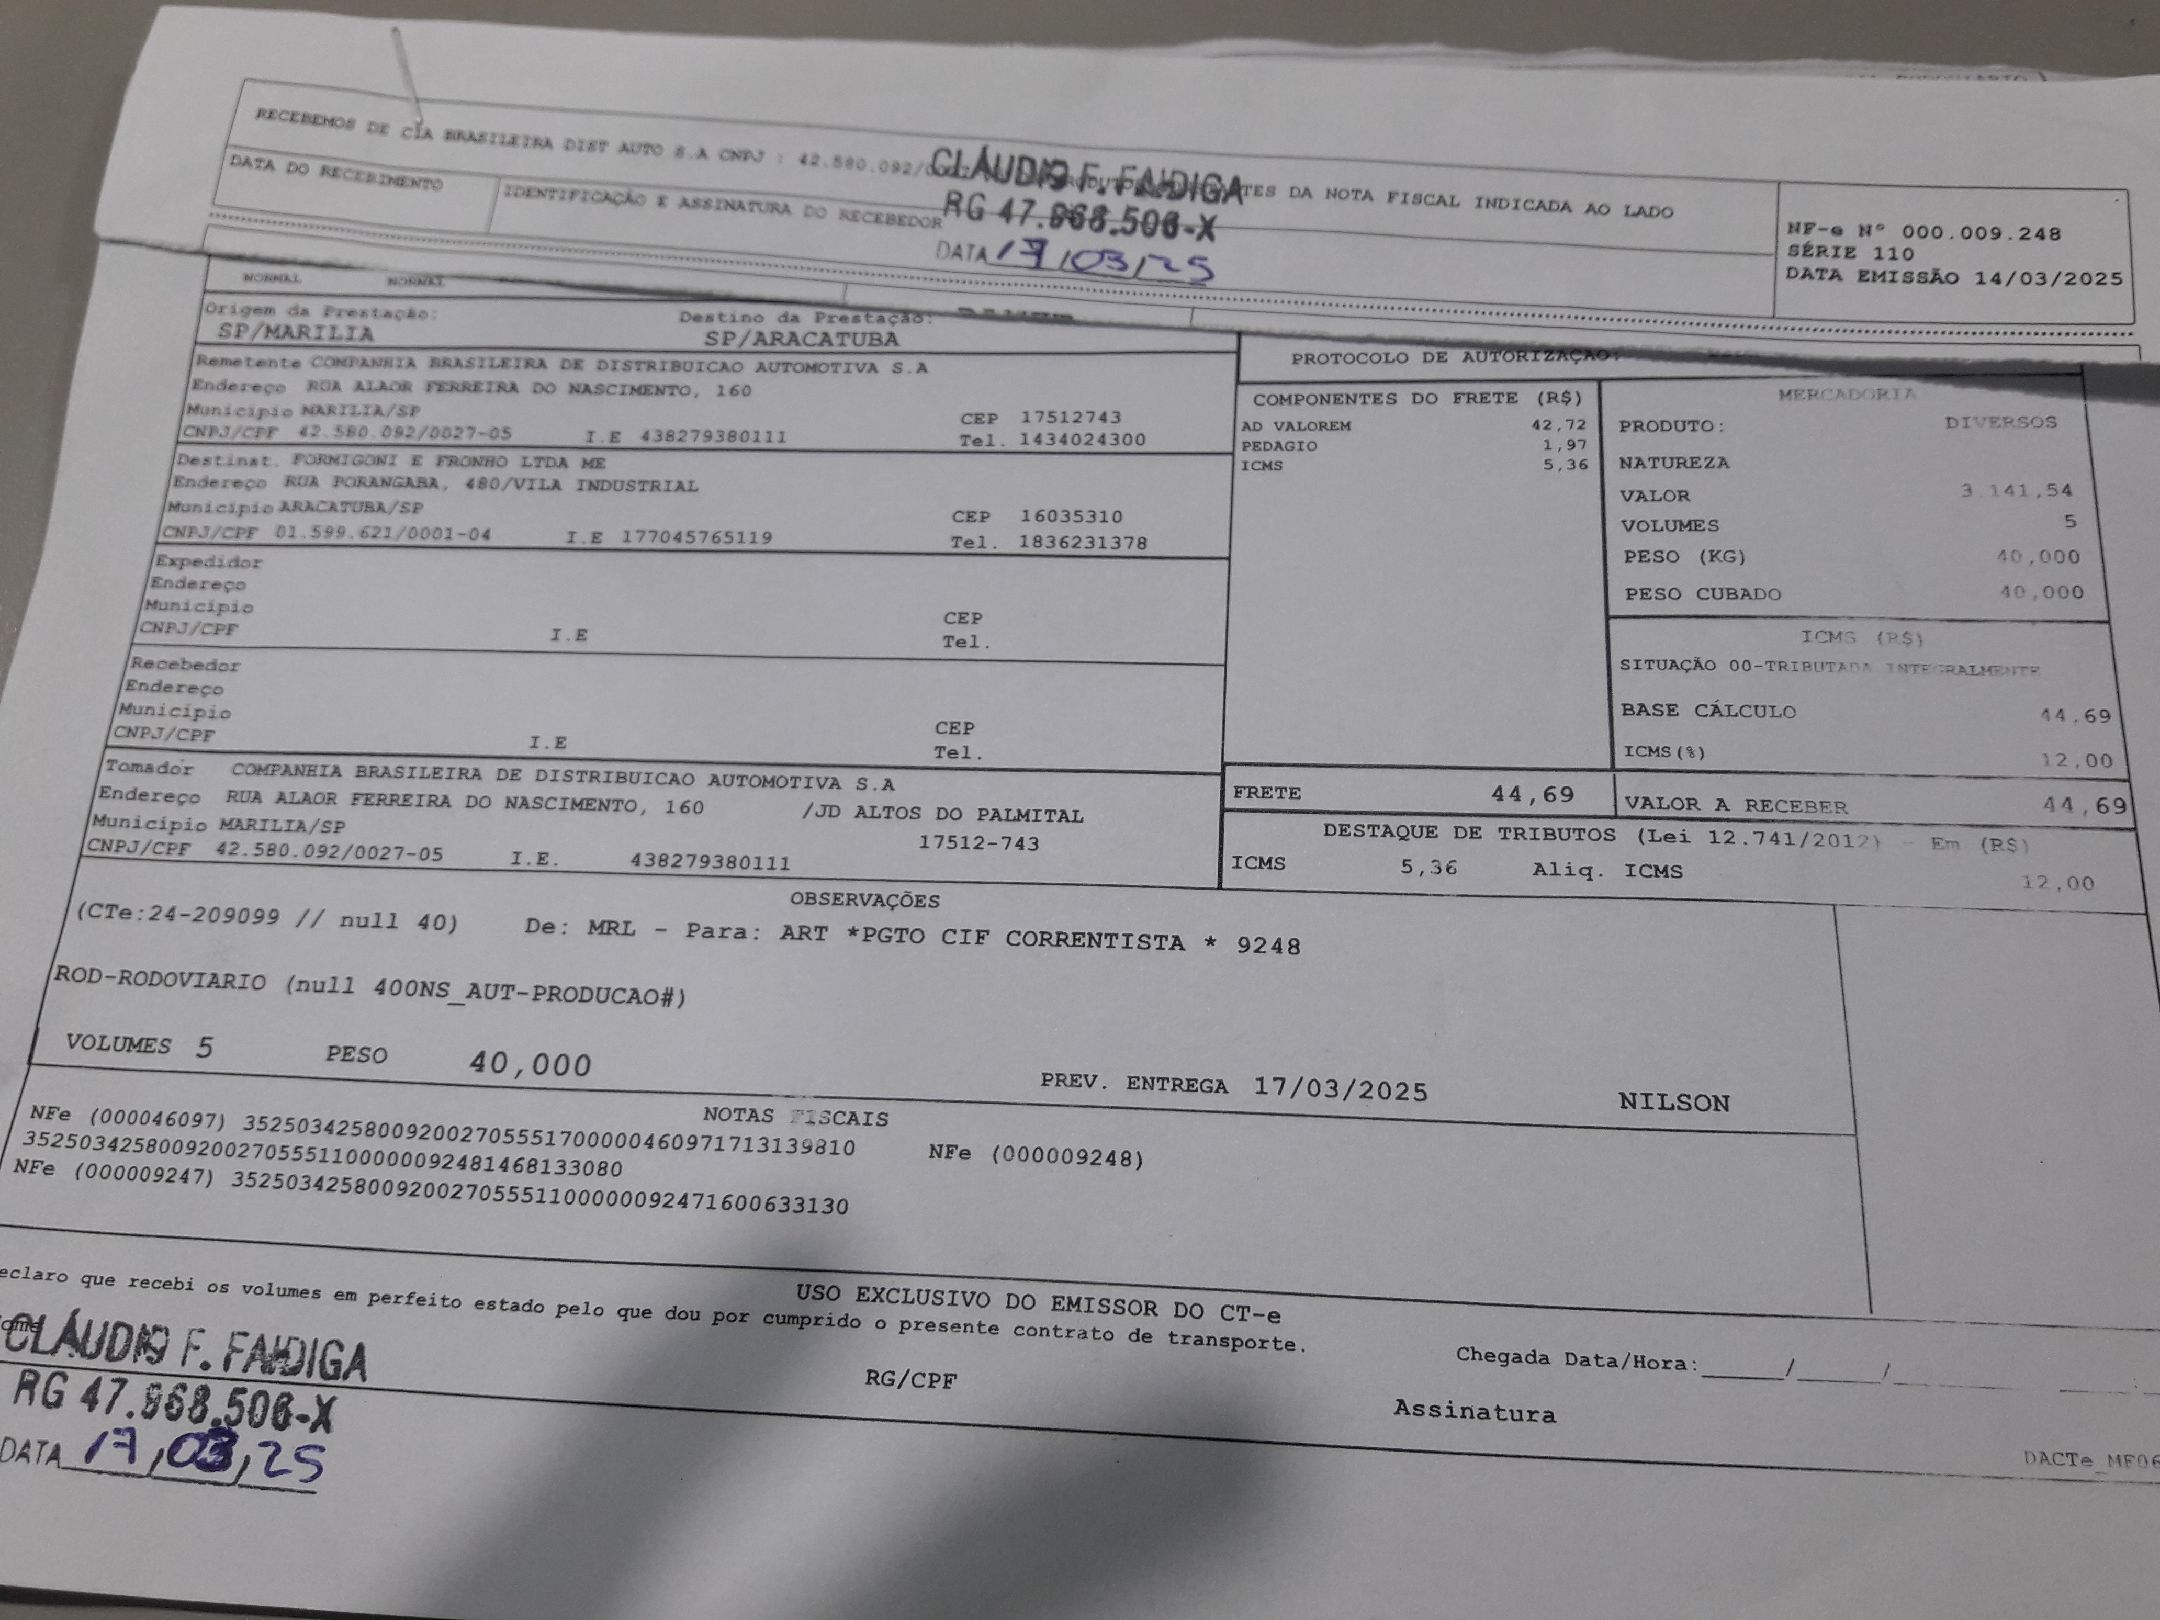 RECEBEMOS DE CIA BRASILEIRA DIST AUTO S.A CNPJ : 42.580.092/ TES DA NOTA FISCAL INDICADA AO LADO
DATA DO RECEBIMENTO
IDENTIFICAÇÃO E ASSINATURA DO RECEBEDOR
CLÁUDIO F. FAIDIGA
RG 47.968.506-X
DATA 17/03/25
NF-e Nº 000.009.248
SÉRIE 110
DATA EMISSÃO 14/03/2025
NORMAL NORMAL
Origem da Prestação: Destino da Prestação:
SP/MARILIA SP/ARACATUBA
Remetente COMPANHIA BRASILEIRA DE DISTRIBUICAO AUTOMOTIVA S.A
Endereço RUA ALAOR FERREIRA DO NASCIMENTO, 160
Município MARILIA/SP CEP 17512743
CNPJ/CPF 42.580.092/0027-05 I.E 438279380111 Tel. 1434024300
Destinat. FORMIGONI E FRONHO LTDA ME
Endereço RUA PORANGABA, 480/VILA INDUSTRIAL
Município ARACATUBA/SP CEP 16035310
CNPJ/CPF 01.599.621/0001-04 I.E 177045765119 Tel. 1836231378
Expedidor
Endereço
Município CEP
CNPJ/CPF I.E Tel.
Recebedor
Endereço
Município CEP
CNPJ/CPF I.E Tel.
Tomador COMPANHIA BRASILEIRA DE DISTRIBUICAO AUTOMOTIVA S.A
Endereço RUA ALAOR FERREIRA DO NASCIMENTO, 160 /JD ALTOS DO PALMITAL
Município MARILIA/SP 17512-743
CNPJ/CPF 42.580.092/0027-05 I.E. 438279380111
PROTOCOLO DE AUTORIZAÇÃO:
COMPONENTES DO FRETE (R$)
AD VALOREM 42,72
PEDAGIO 1,97
ICMS 5,36
MERCADORIA
PRODUTO: DIVERSOS
NATUREZA
VALOR 3.141,54
VOLUMES 5
PESO (KG) 40,000
PESO CUBADO 40,000
ICMS (R$)
SITUAÇÃO 00-TRIBUTADA INTEGRALMENTE
BASE CÁLCULO 44,69
ICMS(%) 12,00
FRETE 44,69 VALOR A RECEBER 44,69
DESTAQUE DE TRIBUTOS (Lei 12.741/2012) - Em (R$)
ICMS 5,36 Aliq. ICMS 12,00
OBSERVAÇÕES
(CTe:24-209099 // null 40) De: MRL - Para: ART *PGTO CIF CORRENTISTA * 9248
ROD-RODOVIARIO (null 400NS_AUT-PRODUCAO#)
VOLUMES 5 PESO 40,000 PREV. ENTREGA 17/03/2025 NILSON
NOTAS FISCAIS
NFe (000046097) 35250342580092002705551700000460971713139810 NFe (000009248)
35250342580092002705551100000092481468133080
NFe (000009247) 35250342580092002705551100000092471600633130
USO EXCLUSIVO DO EMISSOR DO CT-e
eclaro que recebi os volumes em perfeito estado pelo que dou por cumprido o presente contrato de transporte.
CLÁUDIO F. FAIDIGA
RG 47.968.506-X
DATA 17/03/25
RG/CPF
Chegada Data/Hora:_____/_____/_____ :
Assinatura
DACTe_MF06